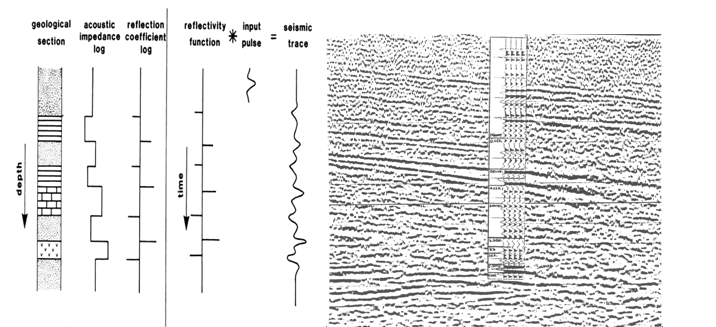 geological
section
acoustic
impedance
log
reflection
coefficient
log
reflectivity
function
*
input
pulse
=
seismic
trace
depth
time